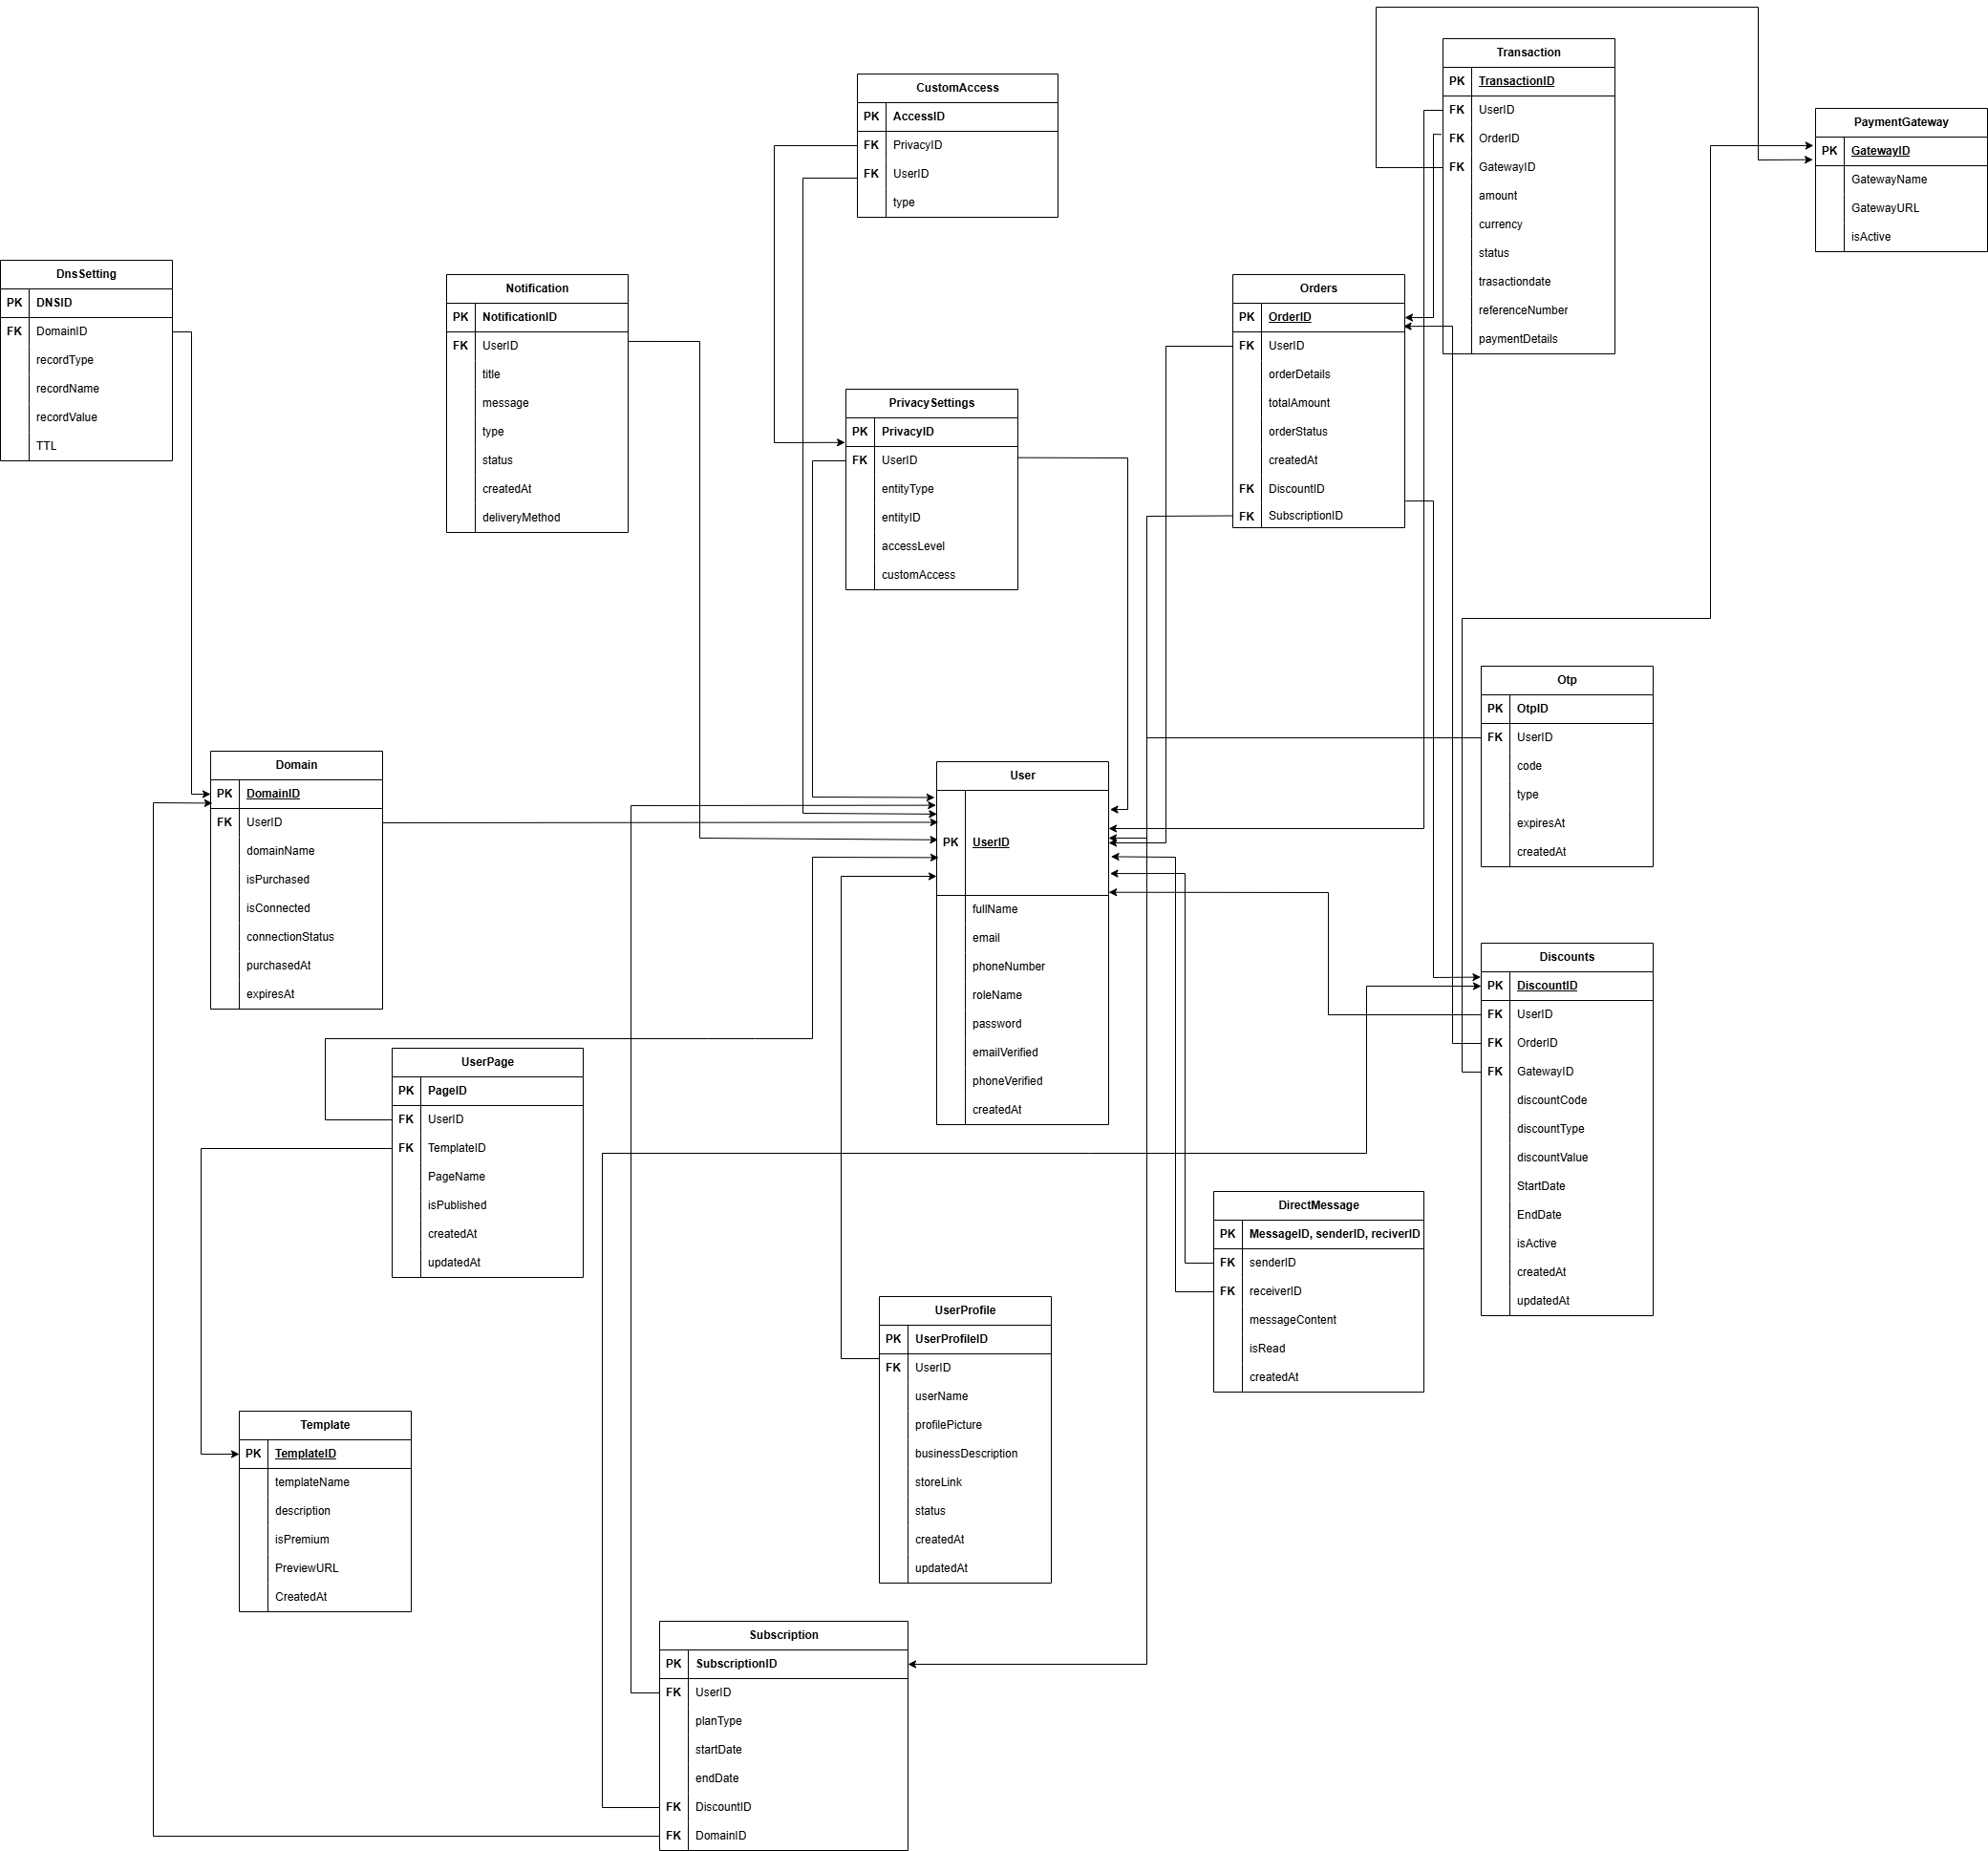 Transaction
PK TransactionID
FK UserID
FK OrderID
FK GatewayID
amount
currency
status
trasactiondate
referenceNumber
paymentDetails
CustomAccess
PK AccessID
FK PrivacyID
FK UserID
type
PaymentGateway
PK GatewayID
GatewayName
GatewayURL
isActive
DnsSetting
PK DNSID
FK DomainID
recordType
recordName
recordValue
TTL
Notification
PK NotificationID
FK UserID
title
message
type
status
createdAt
deliveryMethod
Orders
PK OrderID
FK UserID
orderDetails
totalAmount
orderStatus
createdAt
FK DiscountID
FK SubscriptionID
PrivacySettings
PK PrivacyID
FK UserID
entityType
entityID
accessLevel
customAccess
Otp
PK OtpID
FK UserID
code
type
expiresAt
createdAt
Domain
PK DomainID
FK UserID
domainName
isPurchased
isConnected
connectionStatus
purchasedAt
expiresAt
User
PK UserID
fullName
email
phoneNumber
roleName
password
emailVerified
phoneVerified
createdAt
Discounts
PK DiscountID
FK UserID
FK OrderID
FK GatewayID
discountCode
discountType
discountValue
StartDate
EndDate
isActive
createdAt
updatedAt
UserPage
PK PageID
FK UserID
FK TemplateID
PageName
isPublished
createdAt
updatedAt
DirectMessage
PK MessageID, senderID, reciverID
FK senderID
FK receiverID
messageContent
isRead
createdAt
UserProfile
PK UserProfileID
FK UserID
userName
profilePicture
businessDescription
storeLink
status
createdAt
updatedAt
Template
PK TemplateID
templateName
description
isPremium
PreviewURL
CreatedAt
Subscription
PK SubscriptionID
FK UserID
planType
startDate
endDate
FK DiscountID
FK DomainID